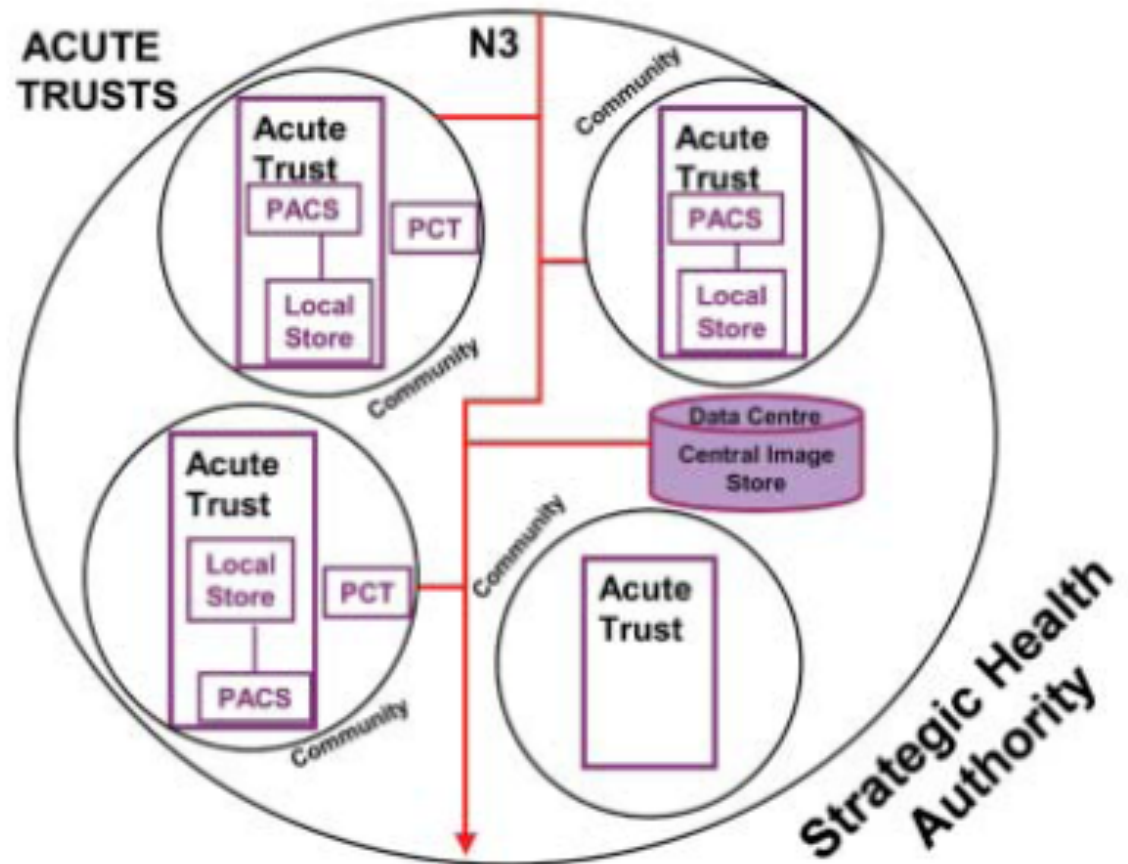 ACUTE
TRUSTS
N3
Community
Acute
Trust
PACS
Local
Store
PCT
Community
Acute
Trust
PACS
Local
Store
Data Centre
Central Image
Store
Acute
Trust
Local
Store
PACS
PCT
Community
Community
Acute
Trust
Strategic Health
Authority